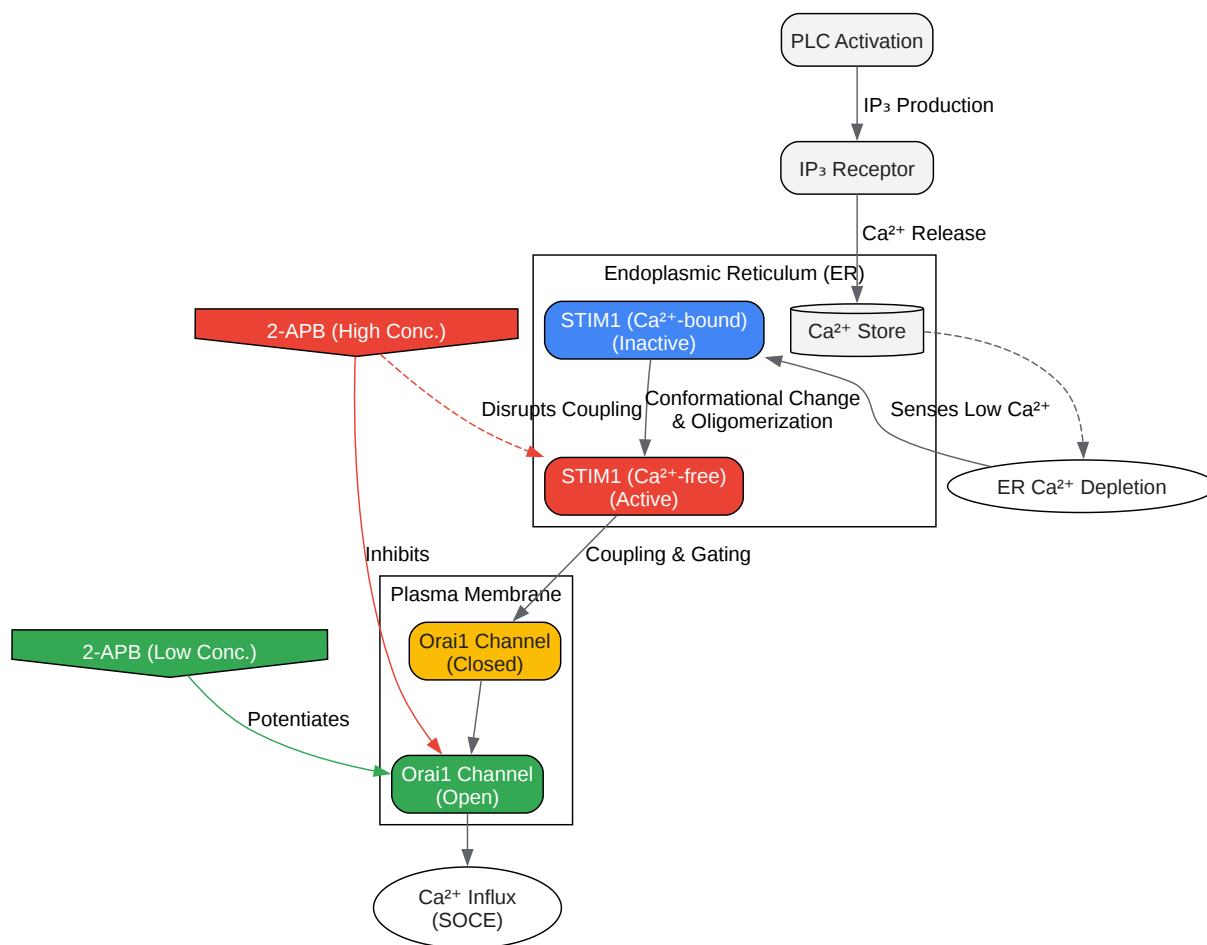 PLC Activation
IP₃ Production
IP₃ Receptor
Ca²⁺ Release
Endoplasmic Reticulum (ER)
2-APB (High Conc.)
STIM1 (Ca²⁺-bound)
(Inactive)
Ca²⁺ Store
Disrupts Coupling
Conformational Change
& Oligomerization
Senses Low Ca²⁺
STIM1 (Ca²⁺-free)
(Active)
ER Ca²⁺ Depletion
Inhibits
Coupling & Gating
Plasma Membrane
2-APB (Low Conc.)
Orai1 Channel
(Closed)
Potentiates
Orai1 Channel
(Open)
Ca²⁺ Influx
(SOCE)